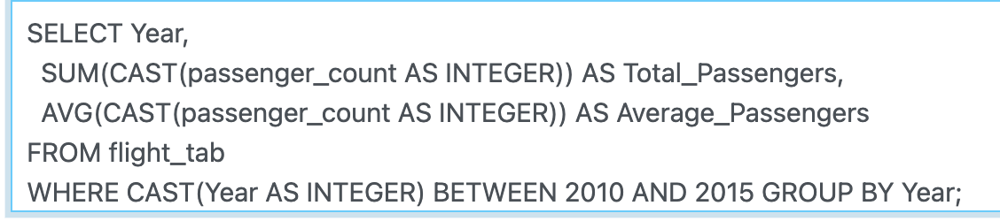 SELECT Year,
SUM(CAST(passenger_count AS INTEGER)) AS Total_Passengers,
AVG(CAST(passenger_count AS INTEGER)) AS Average_Passengers
FROM flight_tab
WHERE CAST(Year AS INTEGER) BETWEEN 2010 AND 2015 GROUP BY Year;